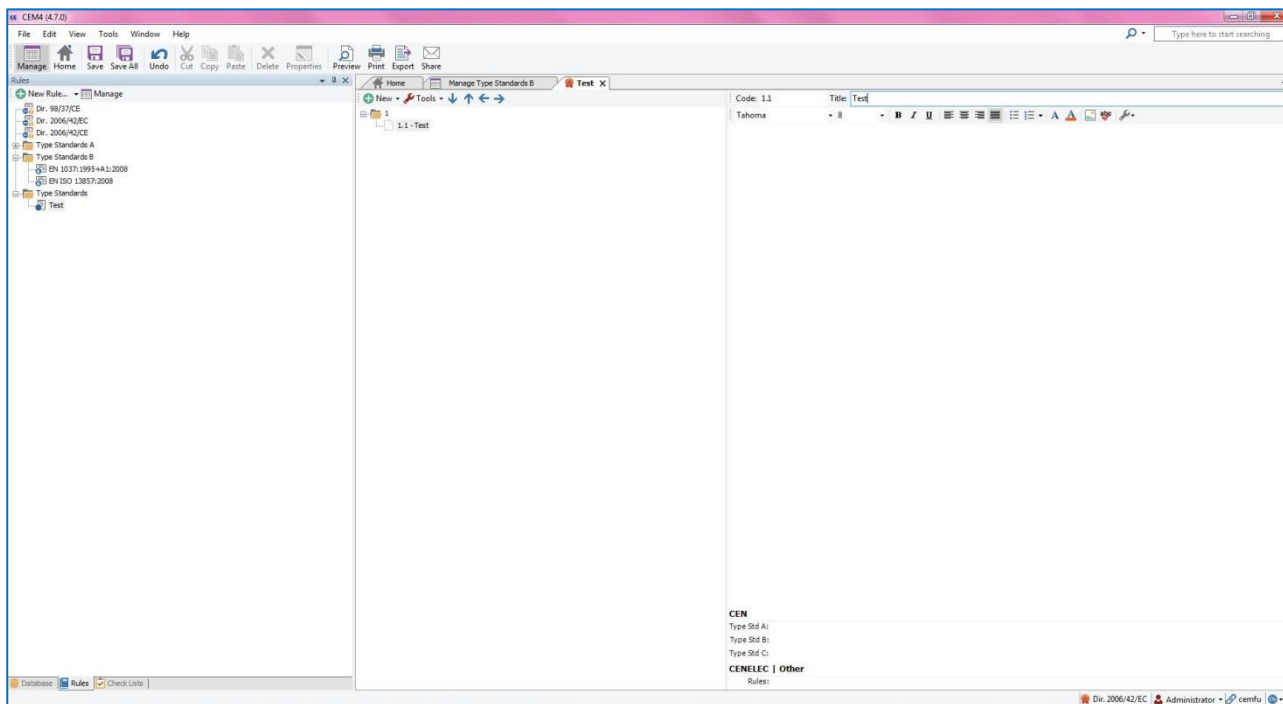 CEM4 (4.7.0)
File Edit View Tools Window Help
Type here to start searching
Manage Home Save Save All Undo Cut Copy Paste Delete Properties Preview Print Export Share
Rules
New Rule... Manage
Dir. 98/37/CE
Dir. 2006/42/EC
Dir. 2006/42/CE
Type Standards A
Type Standards B
EN 1037:1995+A1:2008
EN ISO 13857:2008
Type Standards
Test
Database Rules Check Lists
Home Manage Type Standards B Test
New Tools
1
1.1 - Test
Code: 1.1 Title: Test
Tahoma 8 B I U A A
CEN
Type Std A:
Type Std B:
Type Std C:
CENELEC | Other
Rules:
Dir. 2006/42/EC Administrator cemfu